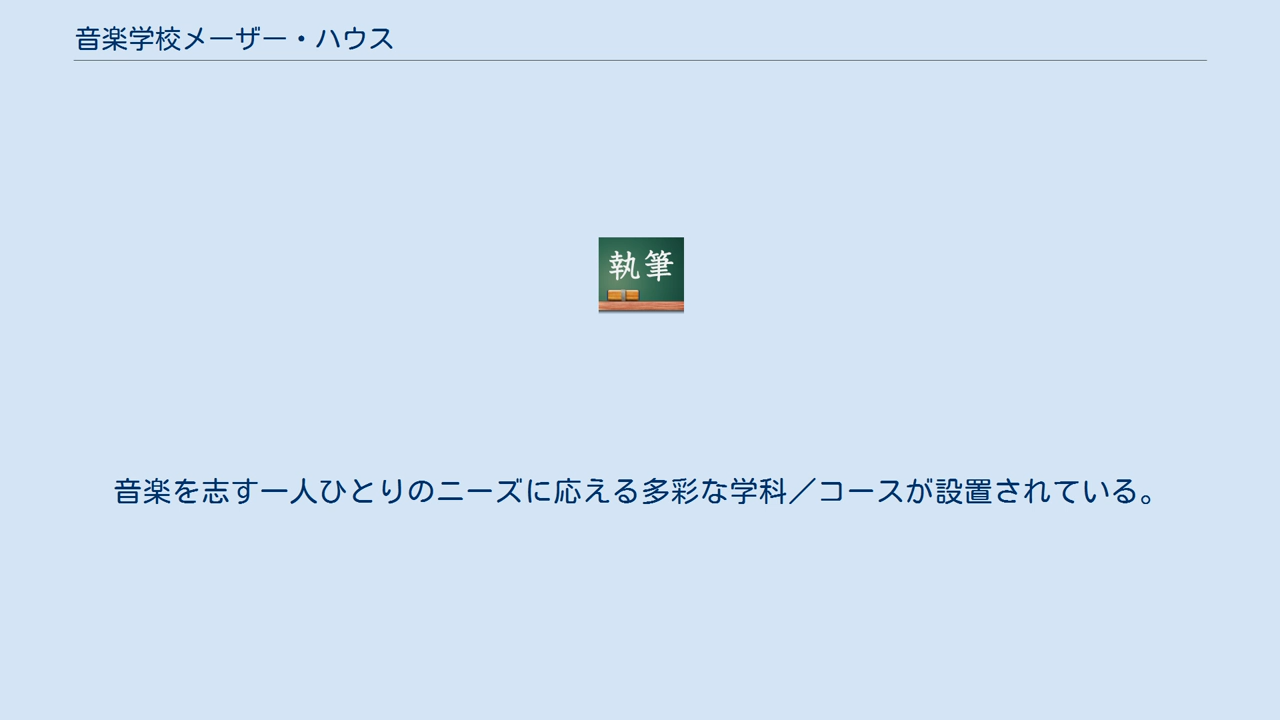 音楽学校メーザー・ハウス
執筆
音楽を志す一人ひとりのニーズに応える多彩な学科／コースが設置されている。